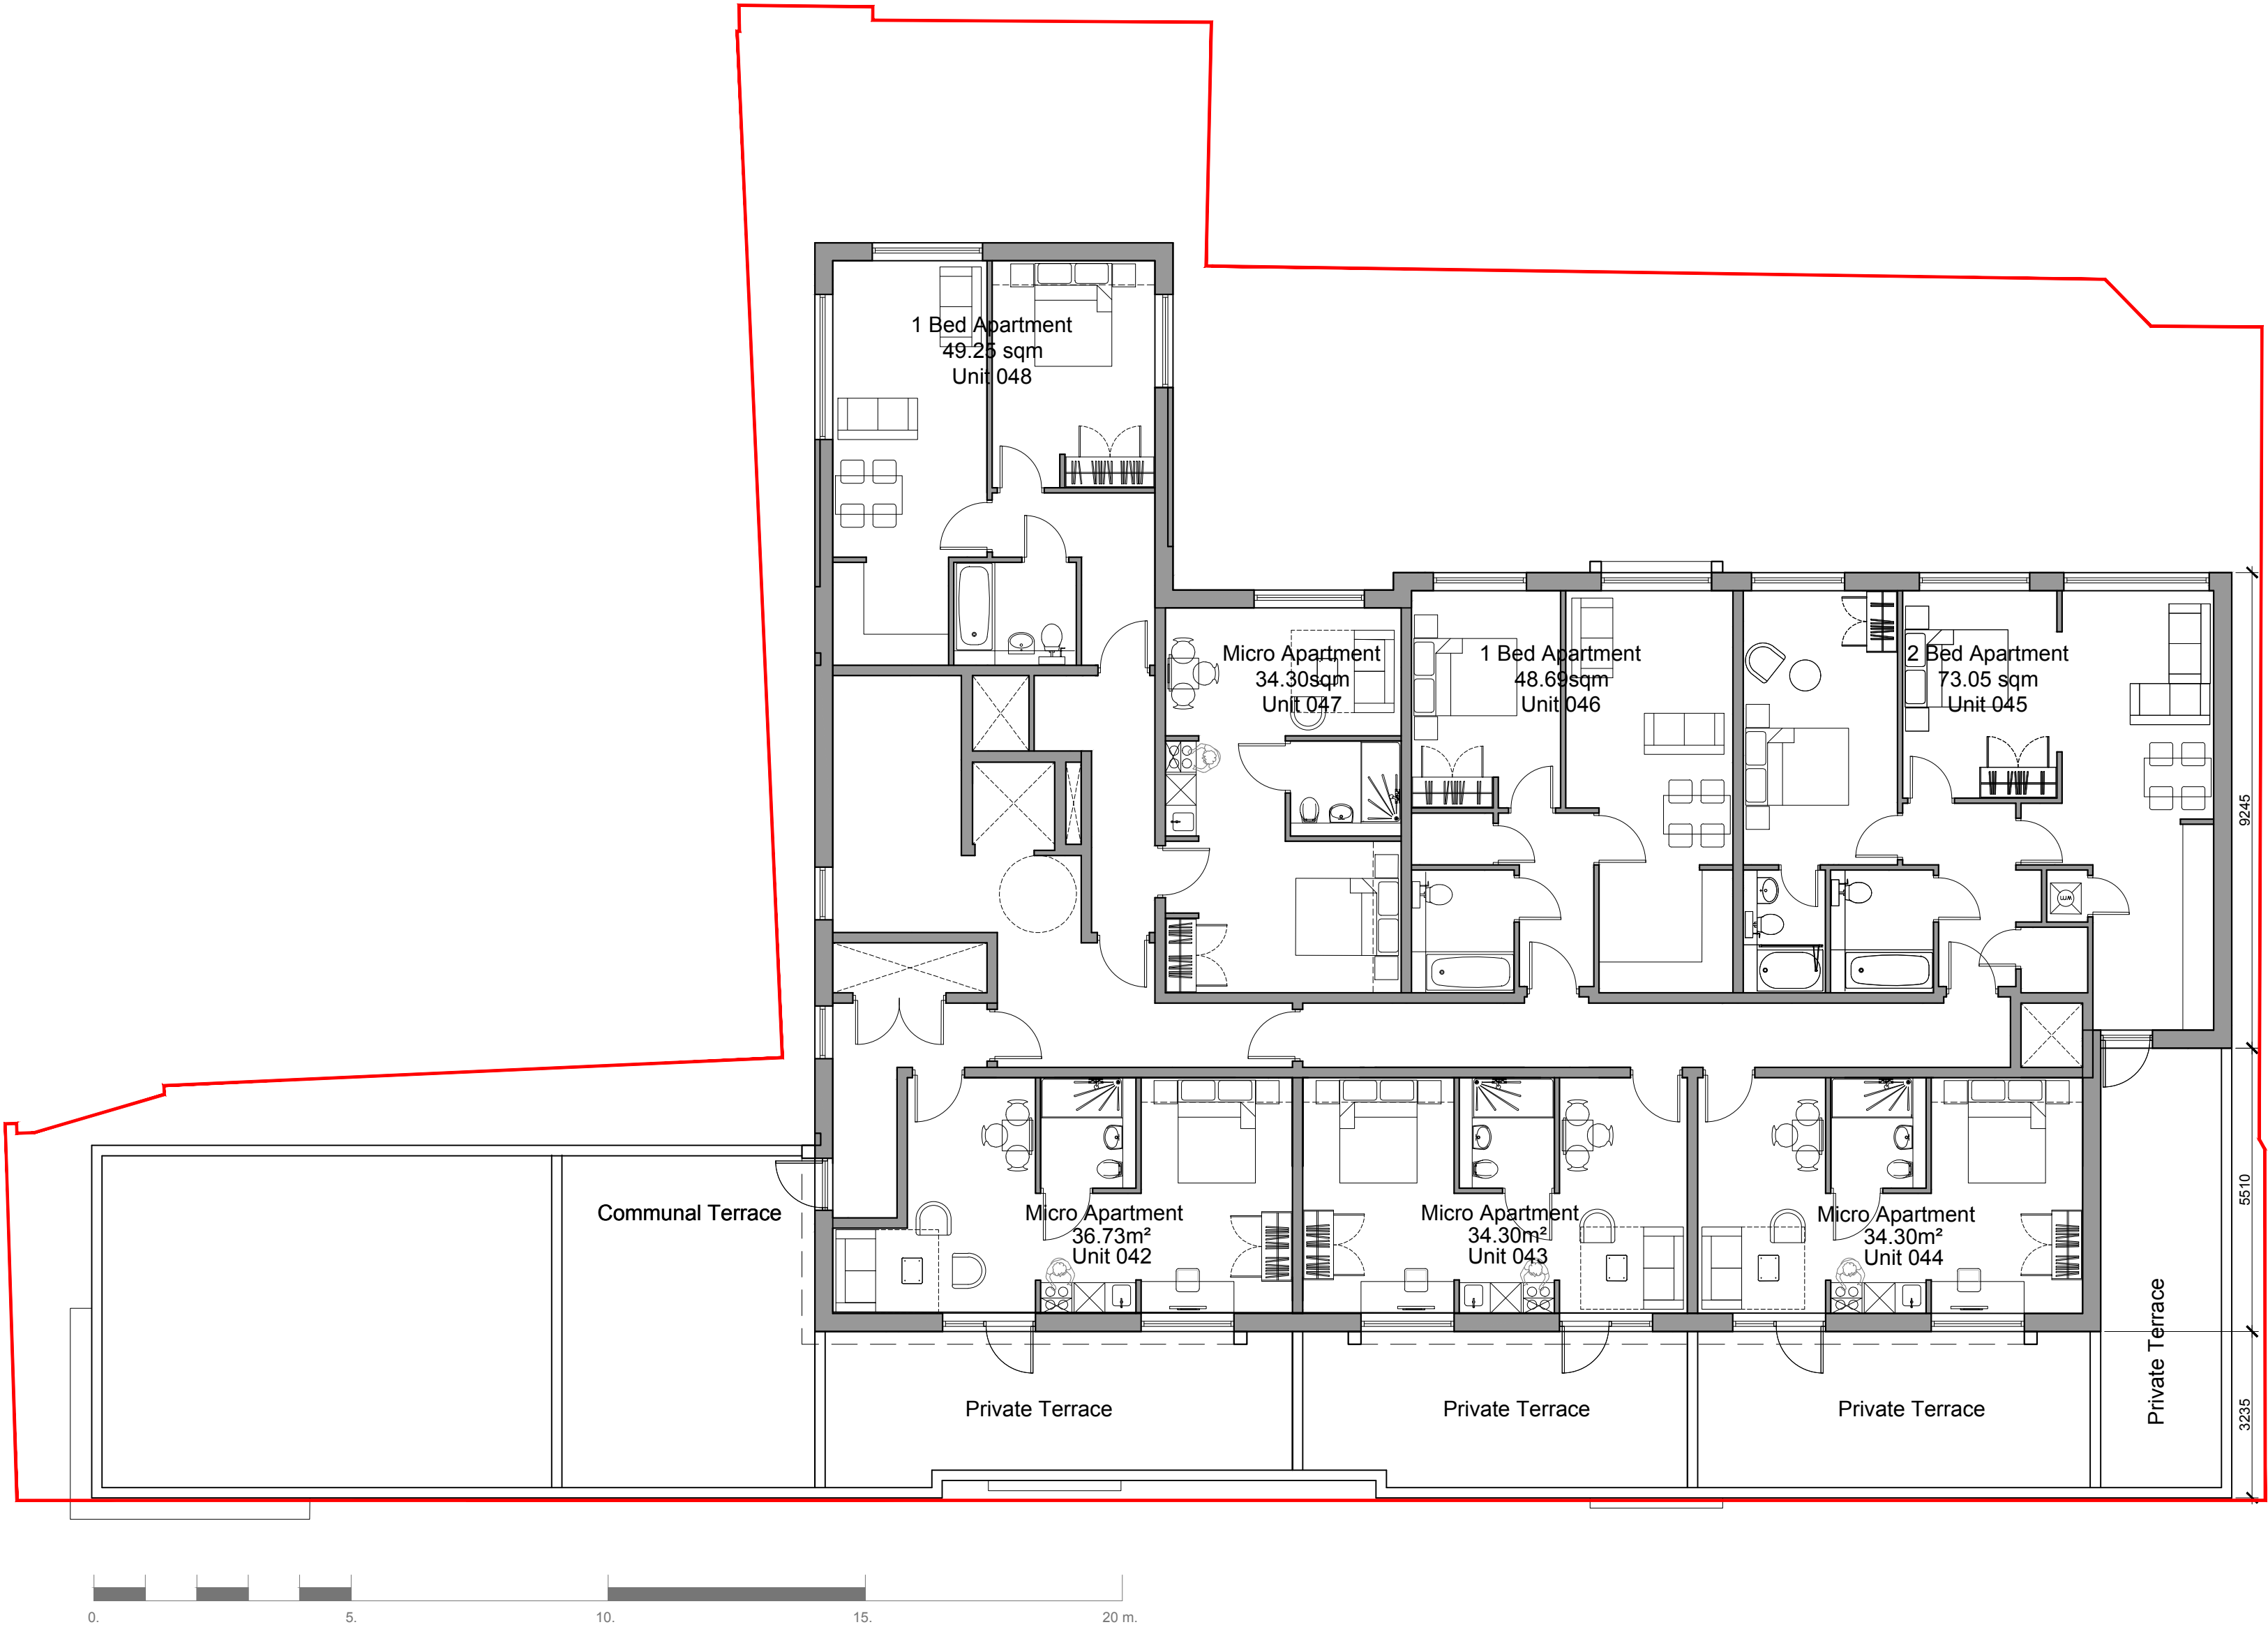 1 Bed Apartment
49.25 sqm
Unit 048
Micro Apartment
34.30sqm
Unit 047
1 Bed Apartment
48.69sqm
Unit 046
2 Bed Apartment
73.05 sqm
Unit 045
wm
9245
Communal Terrace
Micro Apartment
36.73m²
Unit 042
Micro Apartment
34.30m²
Unit 043
Micro Apartment
34.30m²
Unit 044
5510
Private Terrace
Private Terrace
Private Terrace
Private Terrace
3235
0. 5. 10. 15. 20 m.